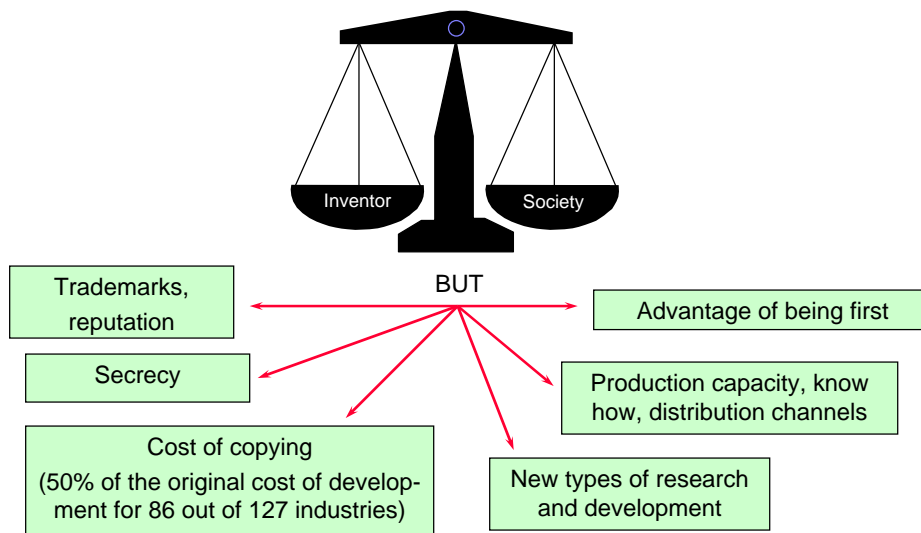 Inventor
Society
BUT
Trademarks,
reputation
Advantage of being first
Secrecy
Production capacity, know
how, distribution channels
Cost of copying
(50% of the original cost of develop-
ment for 86 out of 127 industries)
New types of research
and development